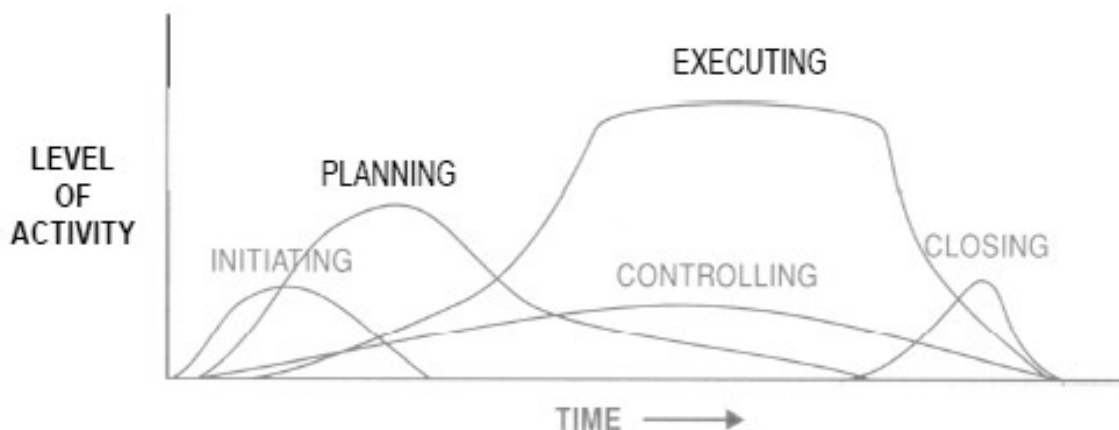 EXECUTING
LEVEL
OF
ACTIVITY
PLANNING
INITIATING
CONTROLLING
CLOSING
TIME